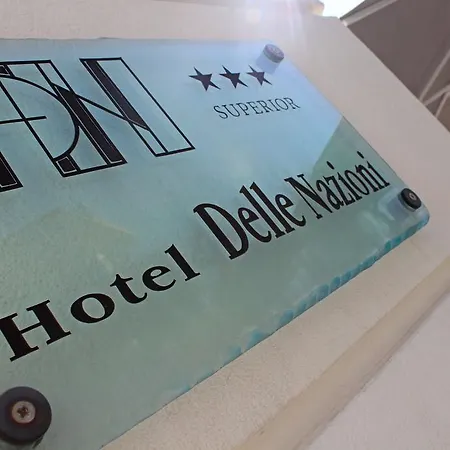 ★★★
SUPERIOR
Hotel Delle Nazioni